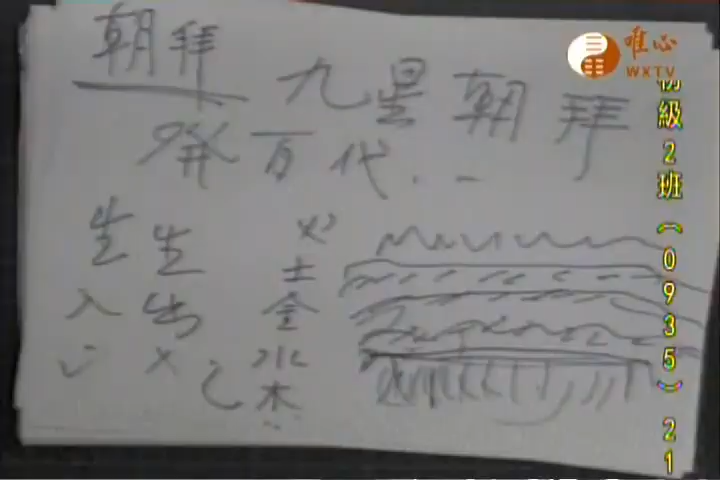 唯心
WXTV
初級2班(0935)21
朝拜
九星朝拜
発百代
生生 火
土
入出 金
水
木